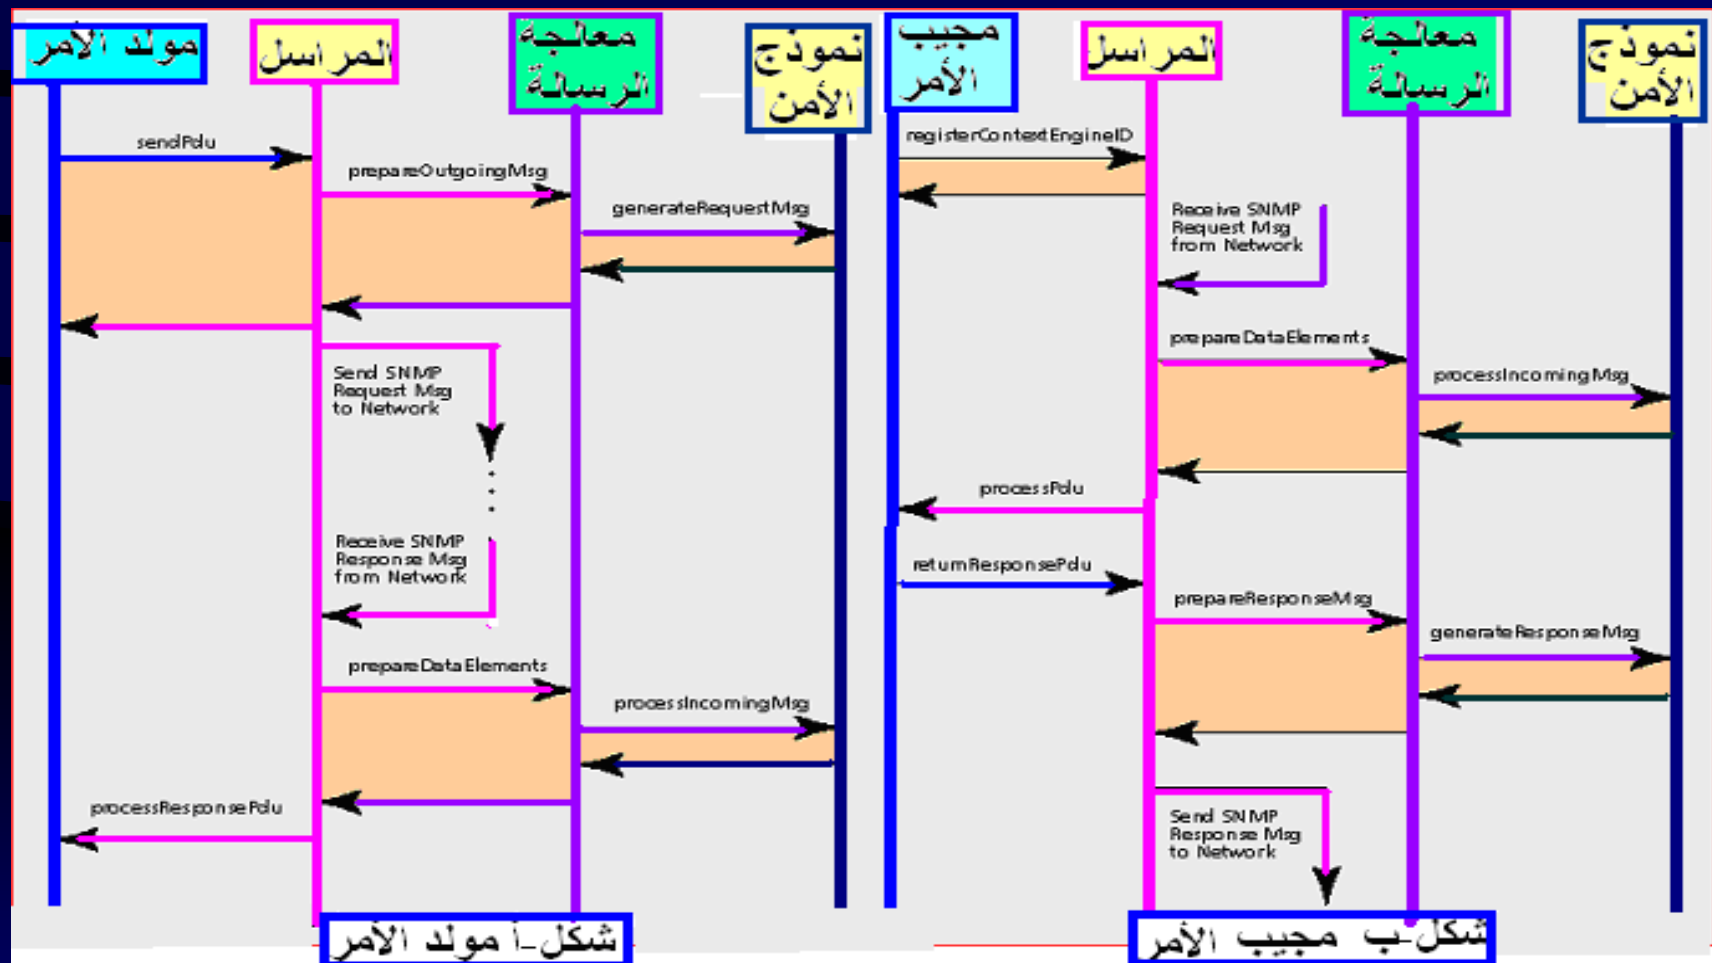 مولد الأمر
المراسل
معالجة
الرسالة
نموذج
الأمن
sendPdu
prepareOutgoingMsg
generateRequestMsg
Send SNMP
Request Msg
to Network
Receive SNMP
Response Msg
from Network
prepareDataElements
processIncomingMsg
processResponsePdu
شكل-أ مولد الأمر
مجيب
الأمر
المراسل
معالجة
الرسالة
نموذج
الأمن
registerContextEngineID
Receive SNMP
Request Msg
from Network
prepareDataElements
processIncomingMsg
processPdu
returnResponsePdu
prepareResponseMsg
generateResponseMsg
Send SNMP
Response Msg
to Network
شكل-ب مجيب الأمر